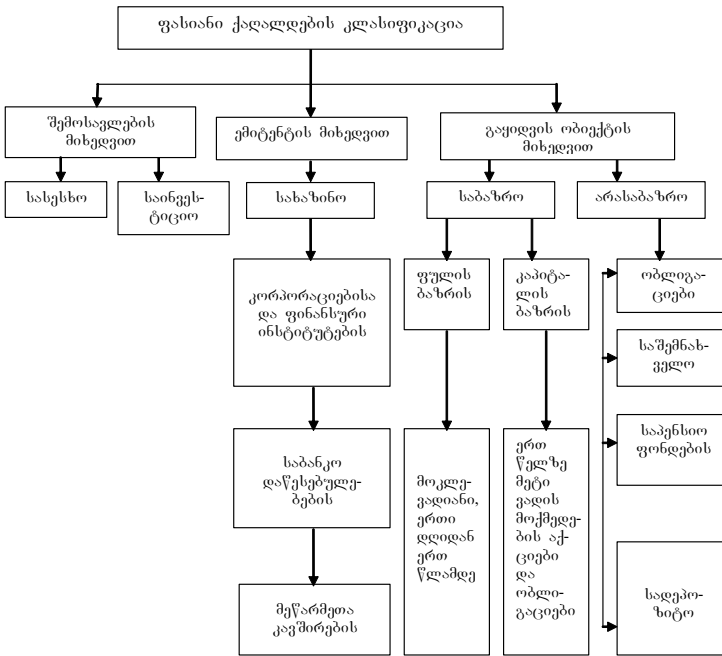 ფასიანი ქაღალდების კლასიფიკაცია
შემოსავლების
მიხედვით
ემიტენტის მიხედვით
გაყიდვის ობიექტის
მიხედვით
სასესხო
საინვეს-
ტიციო
სახაზინო
საბაზრო
არასაბაზრო
კორპორაციებისა
და ფინანსური
ინსტიტუტების
ფულის
ბაზრის
კაპიტა-
ლის
ბაზრის
ობლიგა-
ციები
საშემნახ-
ველო
საპენსიო
ფონდების
საბანკო
დაწესებულე-
ბების
მოკლე-
ვადიანი,
ერთი
დღიდან
ერთ
წლამდე
ერთ
წელზე
მეტი
ვადის
მოქმედე-
ბის აქ-
ციები
და
ობლი-
გაციები
სადეპო-
ზიტო
მეწარმეთა
კავშირების